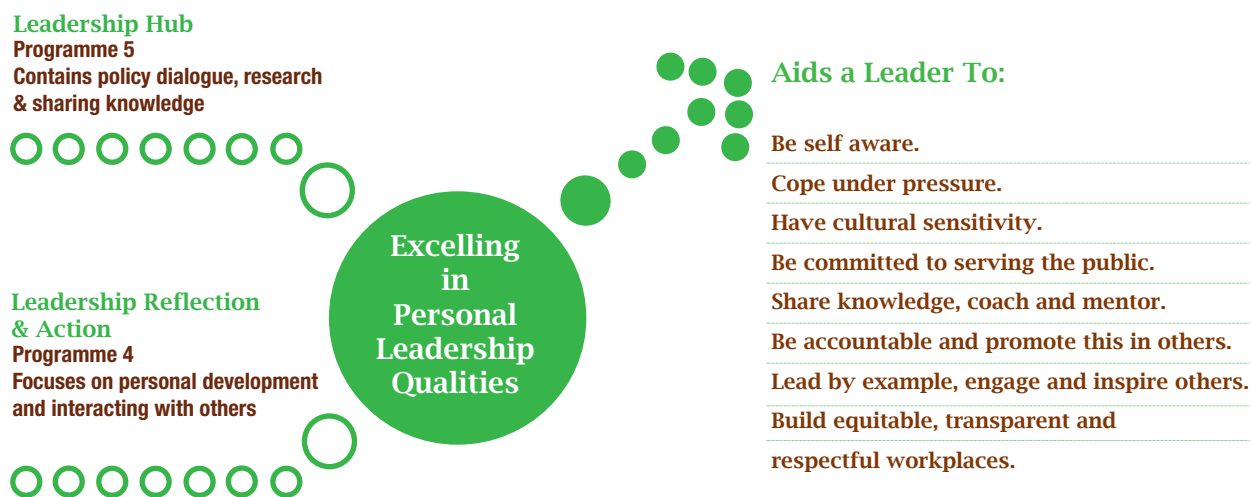 Leadership Hub
Programme 5
Contains policy dialogue, research
& sharing knowledge
Leadership Reflection
& Action
Programme 4
Focuses on personal development
and interacting with others
Excelling
in
Personal
Leadership
Qualities
Aids a Leader To:
Be self aware.
Cope under pressure.
Have cultural sensitivity.
Be committed to serving the public.
Share knowledge, coach and mentor.
Be accountable and promote this in others.
Lead by example, engage and inspire others.
Build equitable, transparent and
respectful workplaces.